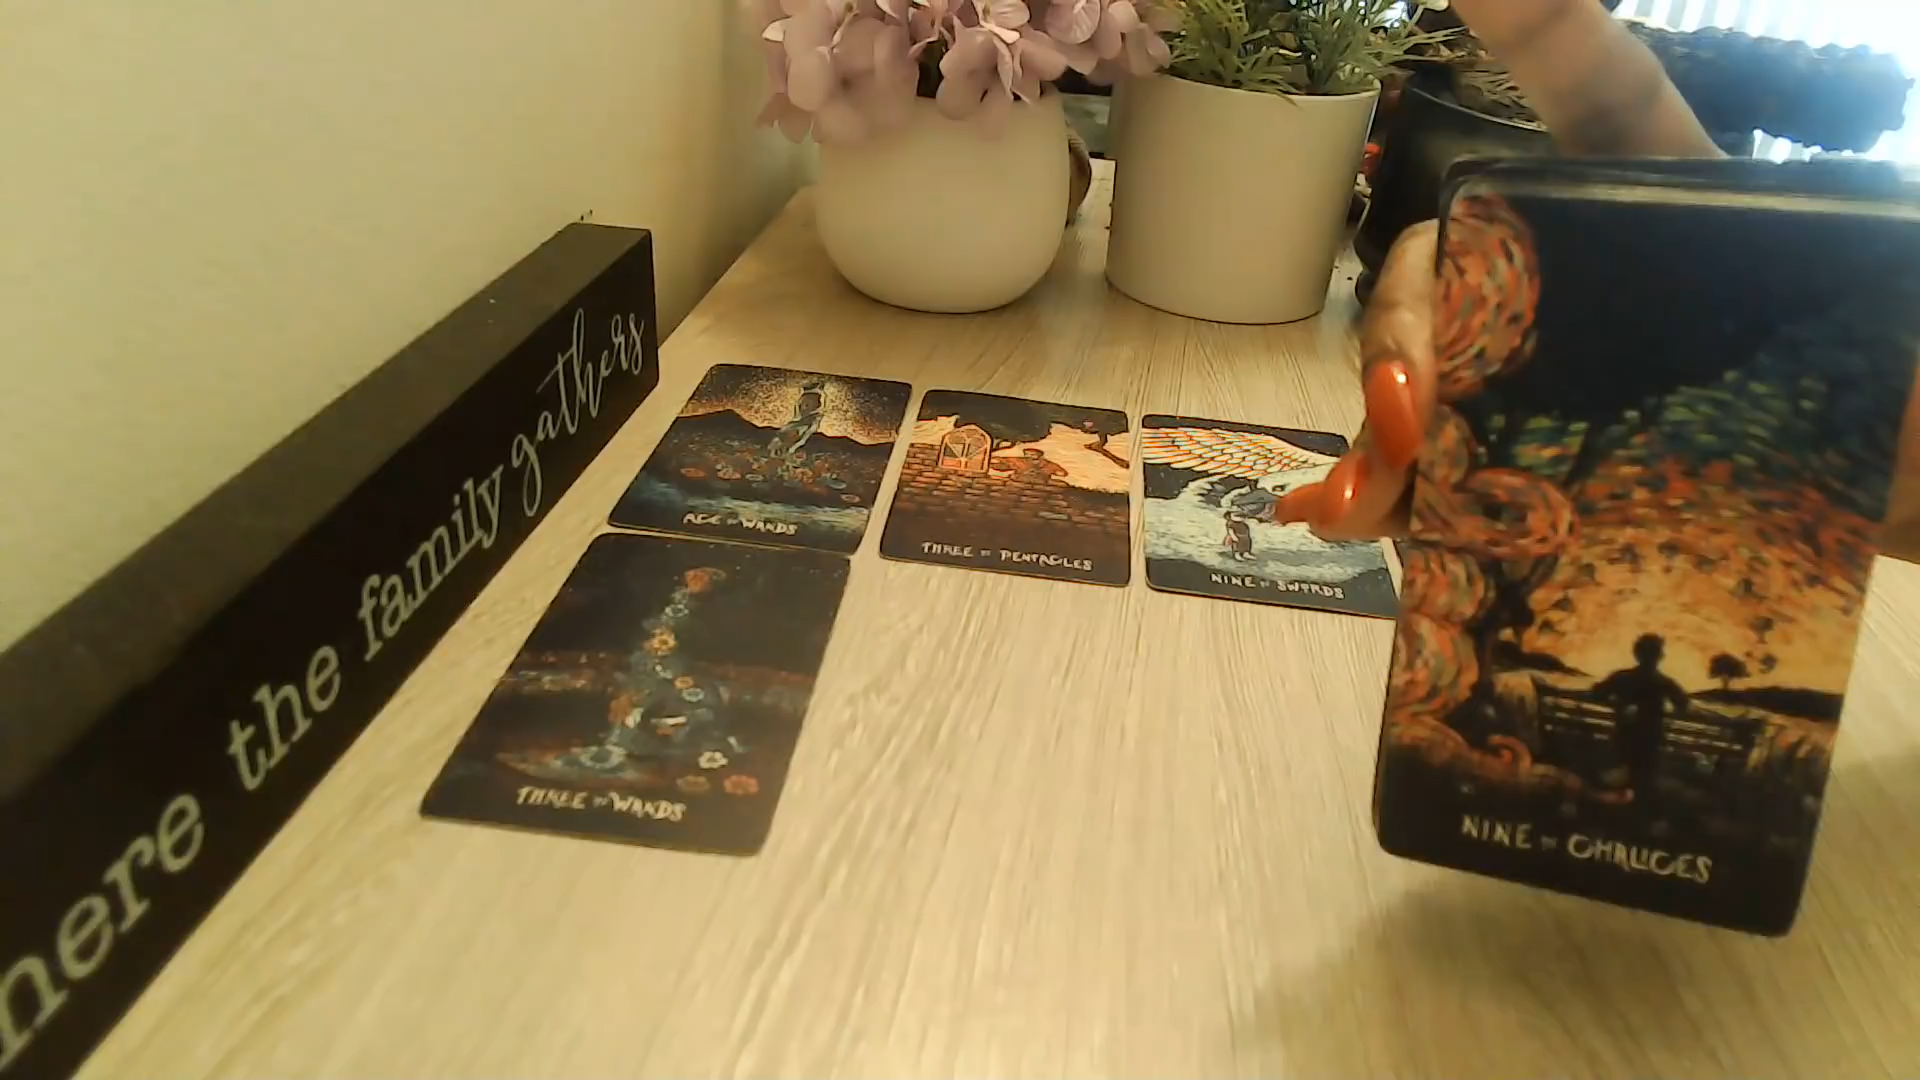 here the family gathers
ACE OF WANDS
THREE OF PENTACLES
NINE OF SWORDS
THREE OF WANDS
NINE OF CHALICES